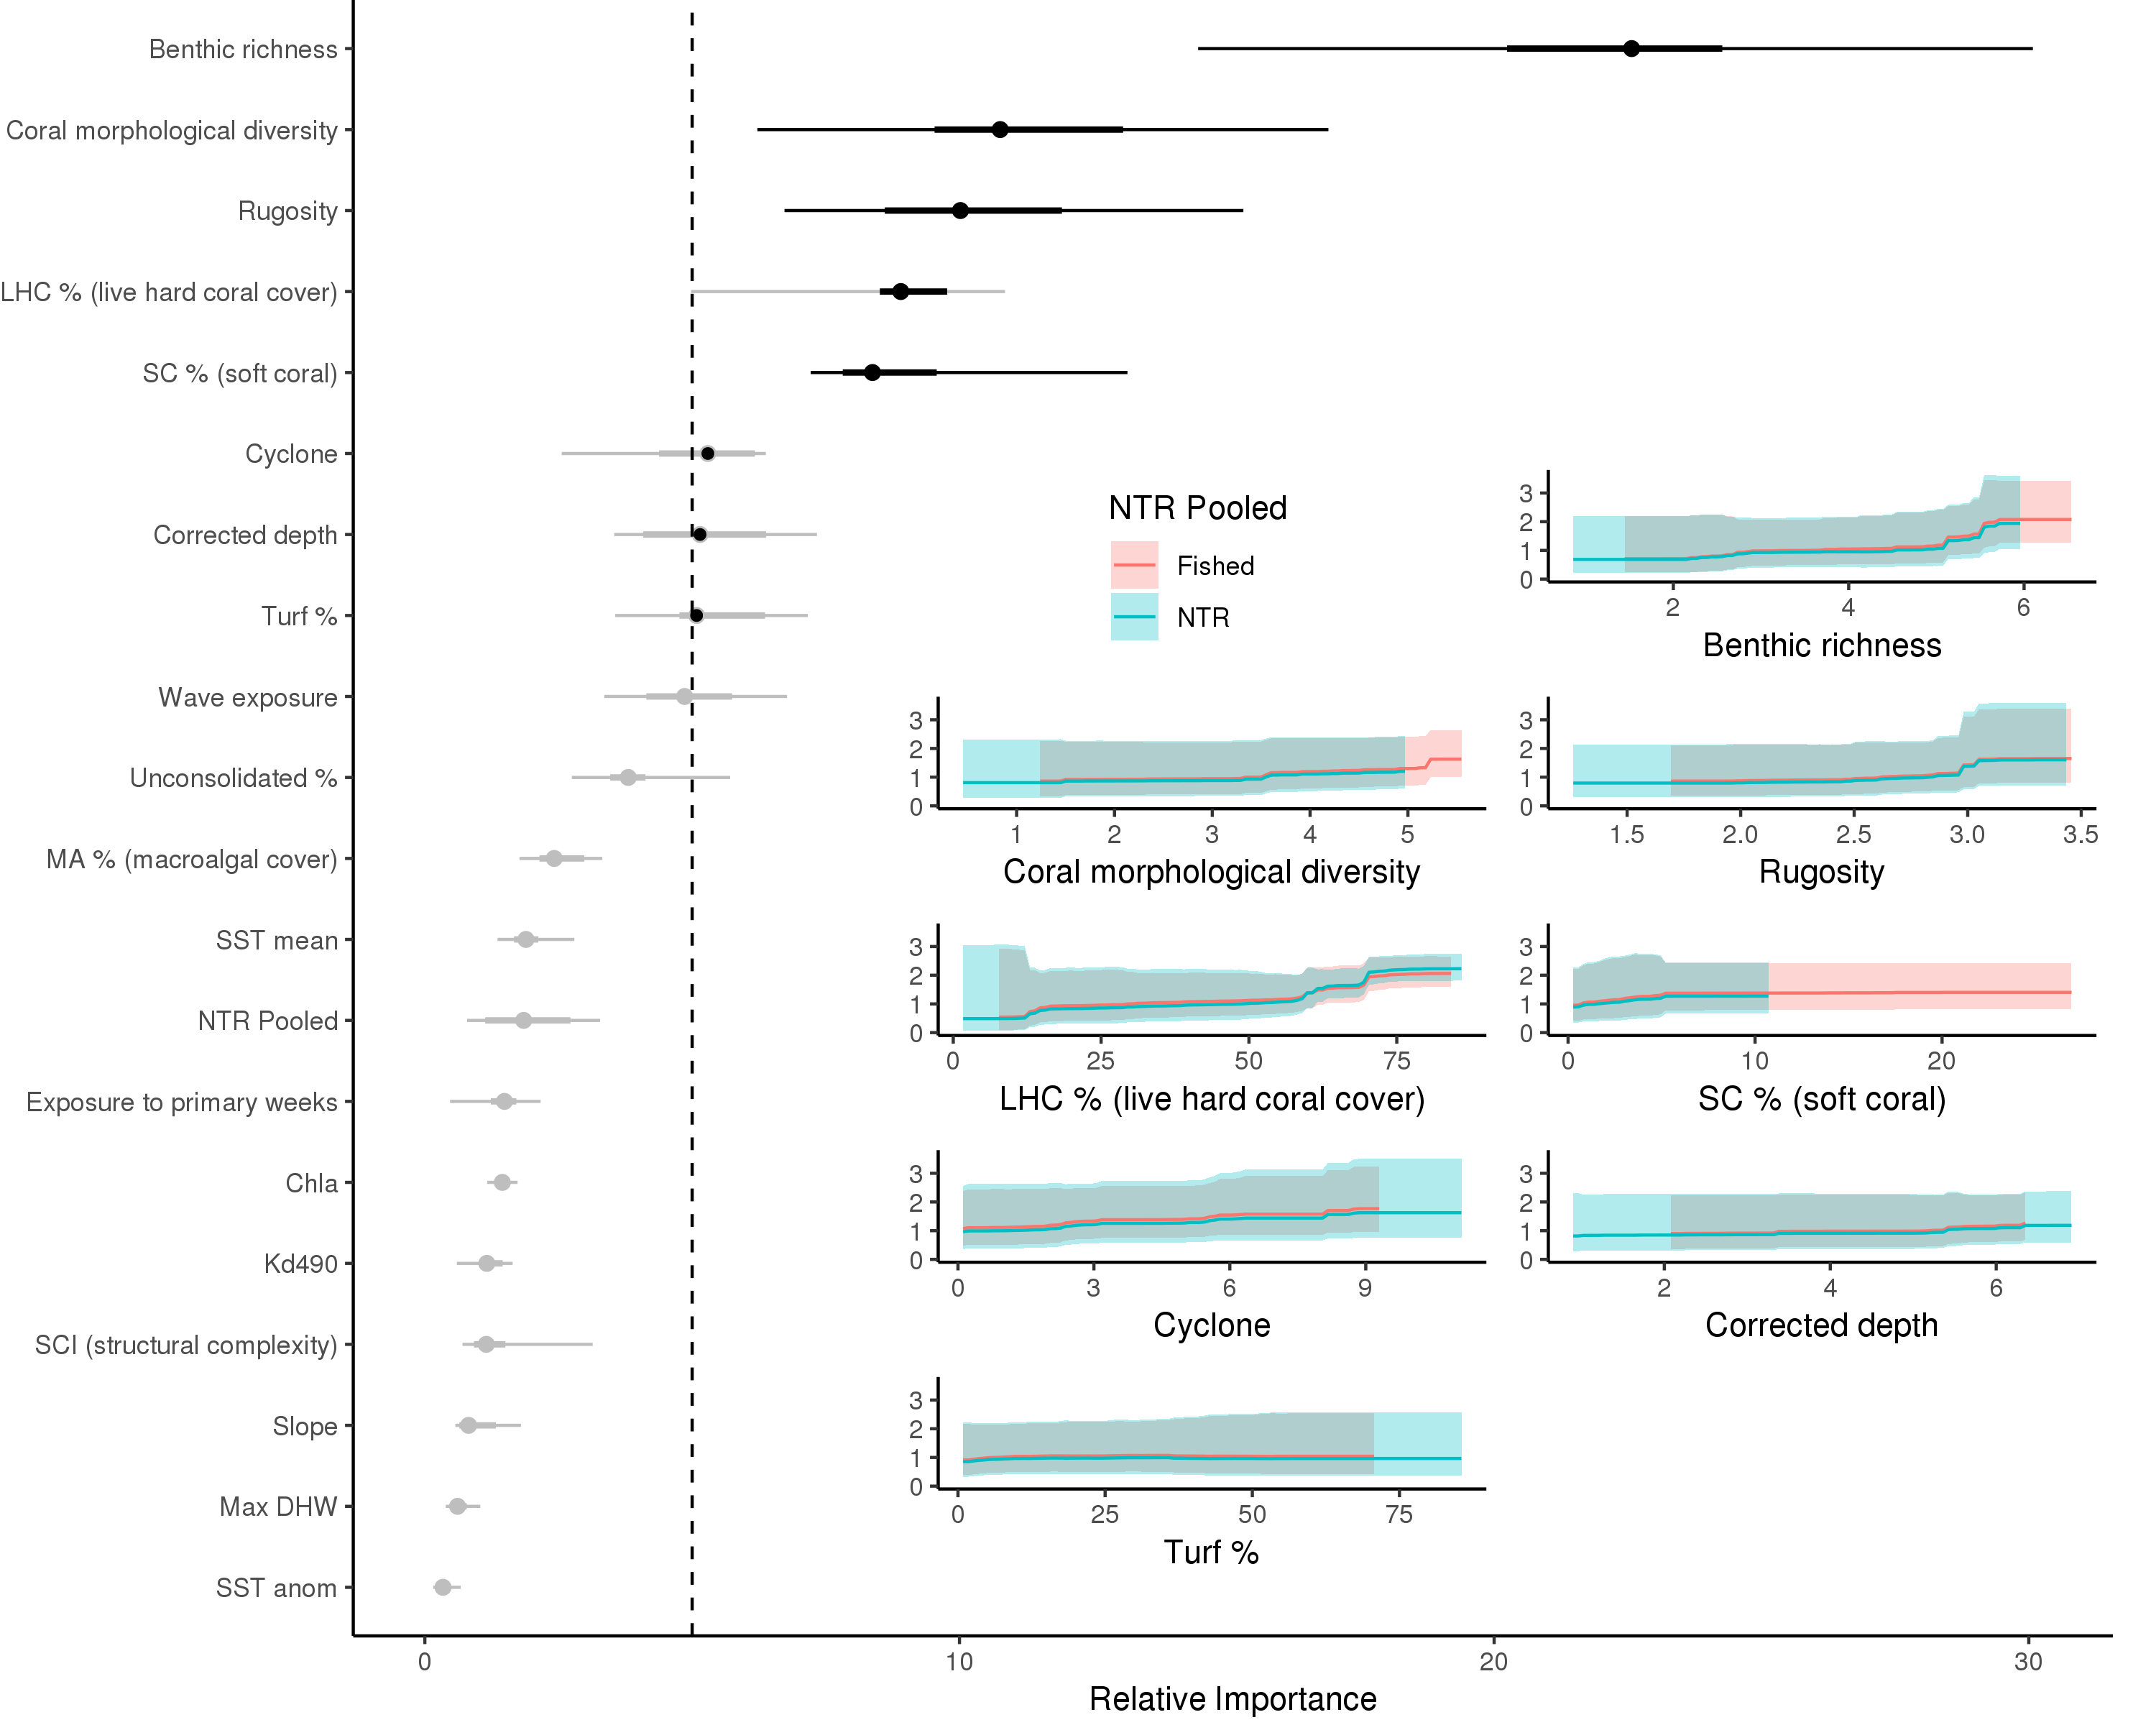 Benthic richness
Coral morphological diversity
Rugosity
LHC % (live hard coral cover)
SC % (soft coral)
Cyclone
Corrected depth
Turf %
Wave exposure
Unconsolidated %
MA % (macroalgal cover)
SST mean
NTR Pooled
Exposure to primary weeks
Chla
Kd490
SCI (structural complexity)
Slope
Max DHW
SST anom
0 10 20 30
Relative Importance
NTR Pooled
Fished
NTR
3
2
1
0
2 4 6
Benthic richness
3
2
1
0
1 2 3 4 5
Coral morphological diversity
3
2
1
0
1.5 2.0 2.5 3.0 3.5
Rugosity
3
2
1
0
0 25 50 75
LHC % (live hard coral cover)
3
2
1
0
0 10 20
SC % (soft coral)
3
2
1
0
0 3 6 9
Cyclone
3
2
1
0
2 4 6
Corrected depth
3
2
1
0
0 25 50 75
Turf %